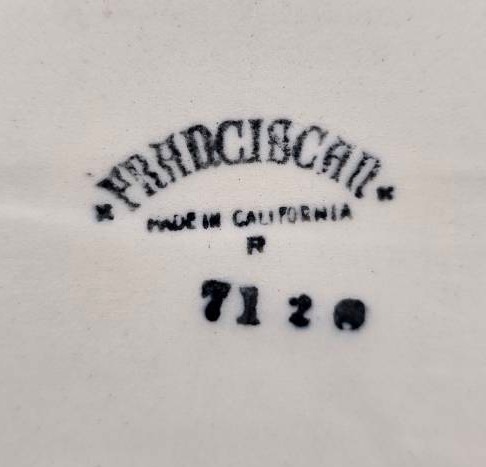 * FRANCISCAN *
MADE IN CALIFORNIA
R
71 2